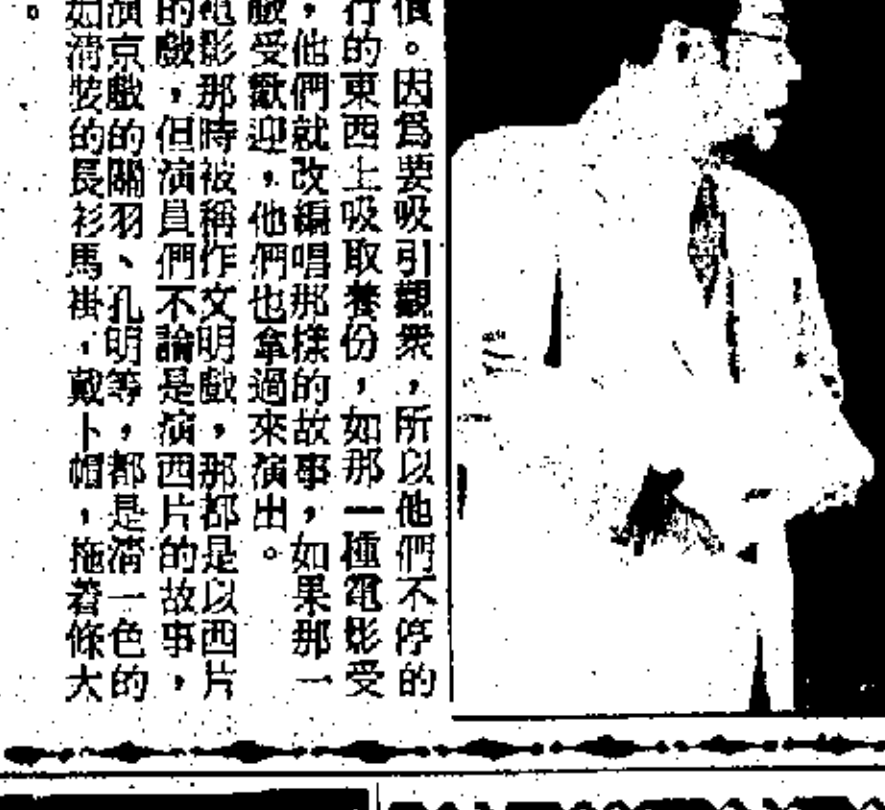 。因爲要吸引觀衆，所以他們不停的
行的東西上吸取養份，如那一種電影受
，他們就改編唱那樣的故事，如果那一
戲受歡迎，他們也拿過來演出。
電影那時被稱作文明戲，那都是以西片
的戲，但演員們不論是演西片的故事，
演京戲的關羽、孔明等，都是清一色的
如清裝的長衫馬褂，戴卜帽，拖着條大
。